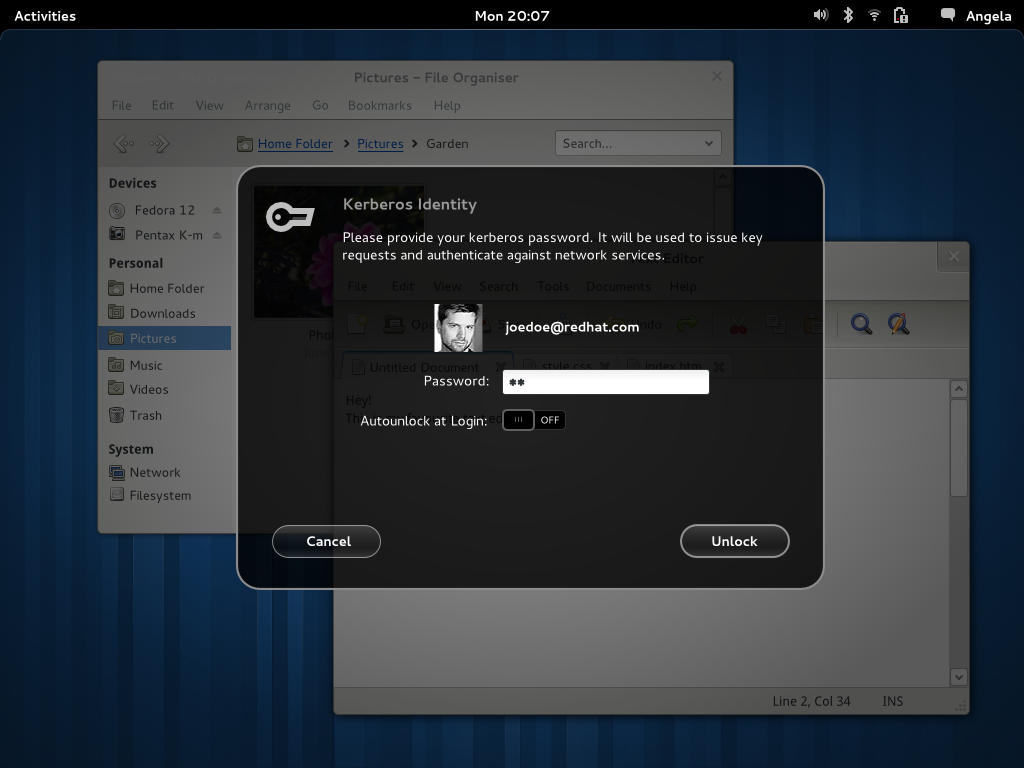 Activities
Mon 20:07
Angela
Pictures – File Organiser
File Edit View Arrange Go Bookmarks Help
Home Folder Pictures Garden
Search...
Devices
Fedora 12
Pentax K-m
Personal
Home Folder
Downloads
Pictures
Music
Videos
Trash
System
Network
Filesystem
Kerberos Identity
Please provide your kerberos password. It will be used to issue key
requests and authenticate against network services.
joedoe@redhat.com
Password: **
Autounlock at Login: OFF
Cancel
Unlock
Editor
File Edit View Search Tools Documents Help
Undo
Untitled Document
style.css
Hey!
Line 2, Col 34 INS